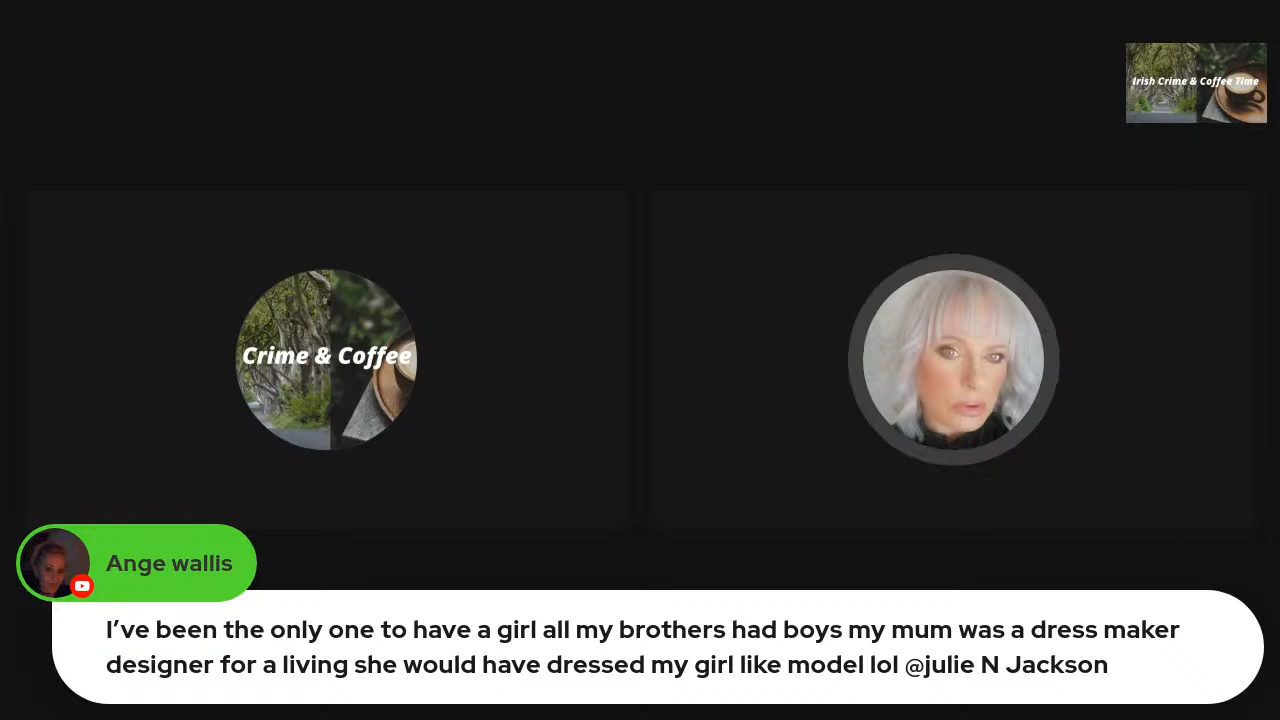 Irish Crime & Coffee Time
Crime & Coffee
Ange wallis
I’ve been the only one to have a girl all my brothers had boys my mum was a dress maker
designer for a living she would have dressed my girl like model lol @julie N Jackson